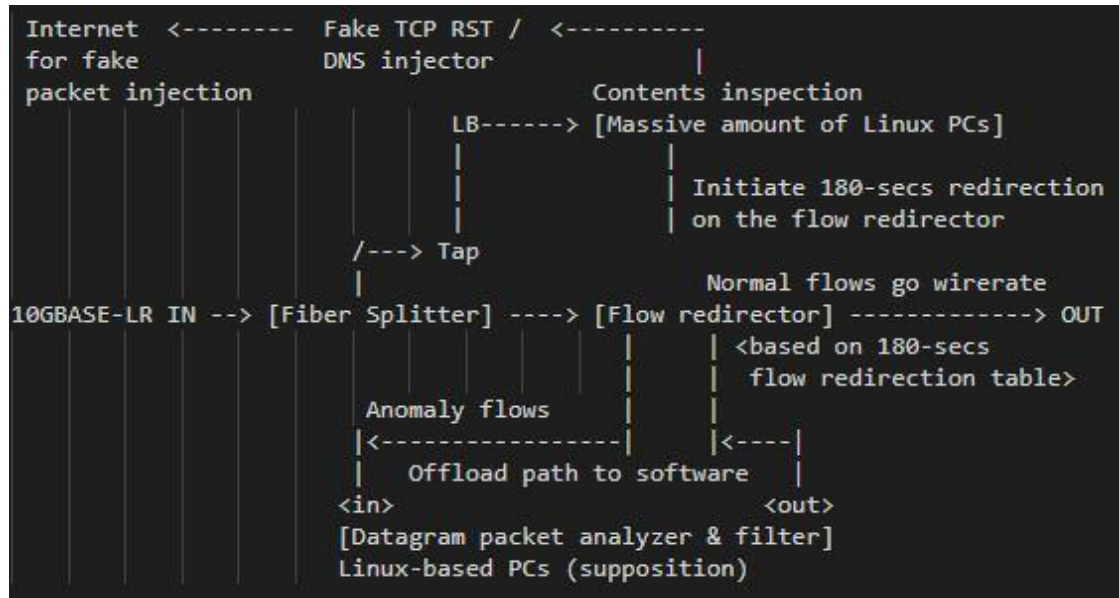 Internet  <--------  Fake TCP RST /  <----------
for fake             DNS injector              |
packet injection                        Contents inspection
LB------> [Massive amount of Linux PCs]
|                |
|                | Initiate 180-secs redirection
|                | on the flow redirector
/---> Tap
|                        Normal flows go wirerate
10GBASE-LR IN --> [Fiber Splitter] ----> [Flow redirector] -------------> OUT
|     | <based on 180-secs
|     |  flow redirection table>
Anomaly flows     |     |
|<-----------------|     |<----|
|   Offload path to software   |
<in>                         <out>
[Datagram packet analyzer & filter]
Linux-based PCs (supposition)